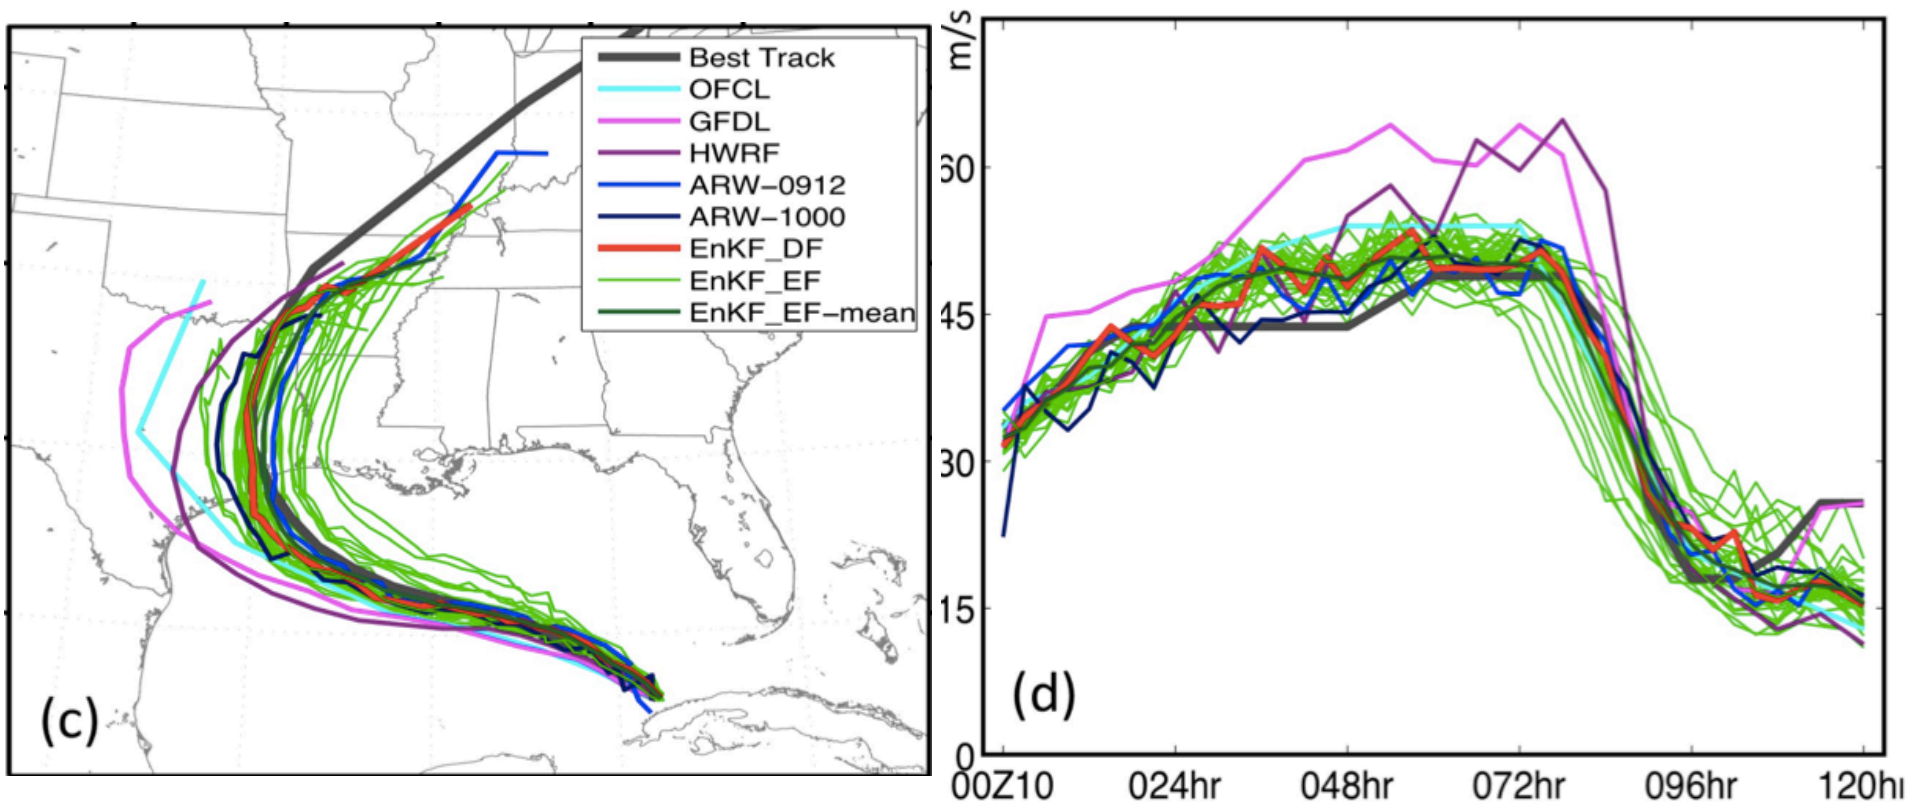 Best Track
OFCL
GFDL
HWRF
ARW-0912
ARW-1000
EnKF_DF
EnKF_EF
EnKF_EF-mean
(c)
m/s
60
45
30
15
0
(d)
00Z10 024hr 048hr 072hr 096hr